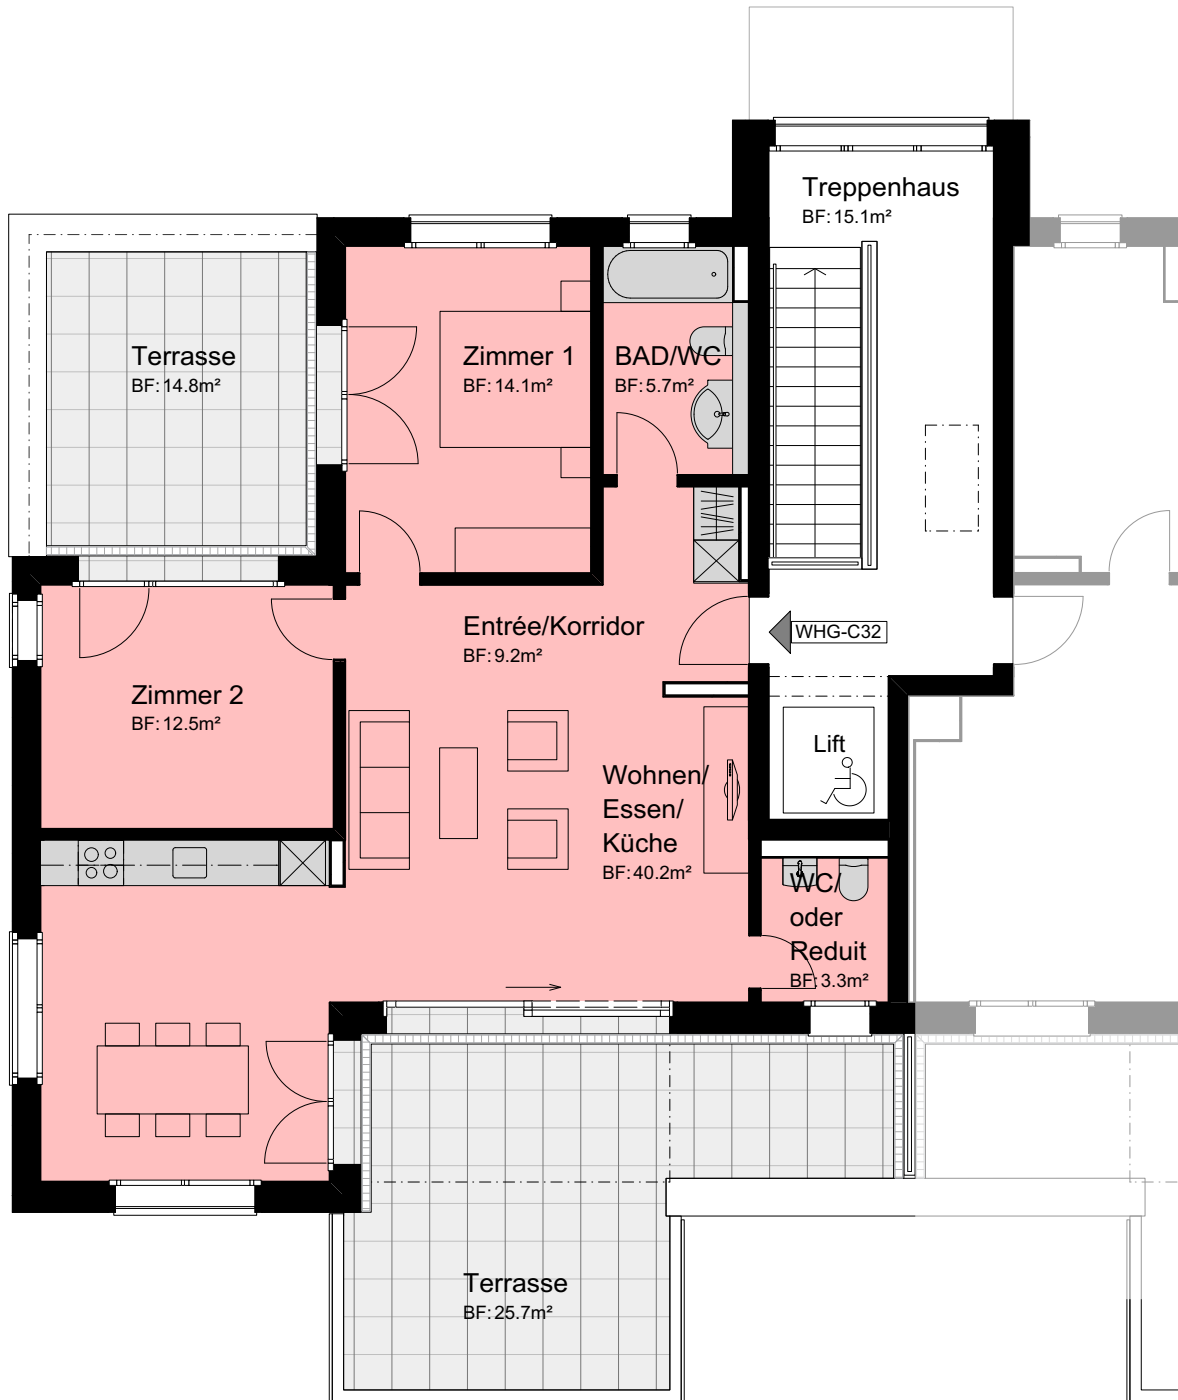 Treppenhaus
BF: 15.1m²
Terrasse
BF: 14.8m²
Zimmer 1
BF: 14.1m²
BAD/WC
BF: 5.7m²
Entrée/Korridor
BF: 9.2m²
WHG-C32
Zimmer 2
BF: 12.5m²
Lift
Wohnen/
Essen/
Küche
BF: 40.2m²
WC/
oder
Reduit
BF: 3.3m²
Terrasse
BF: 25.7m²